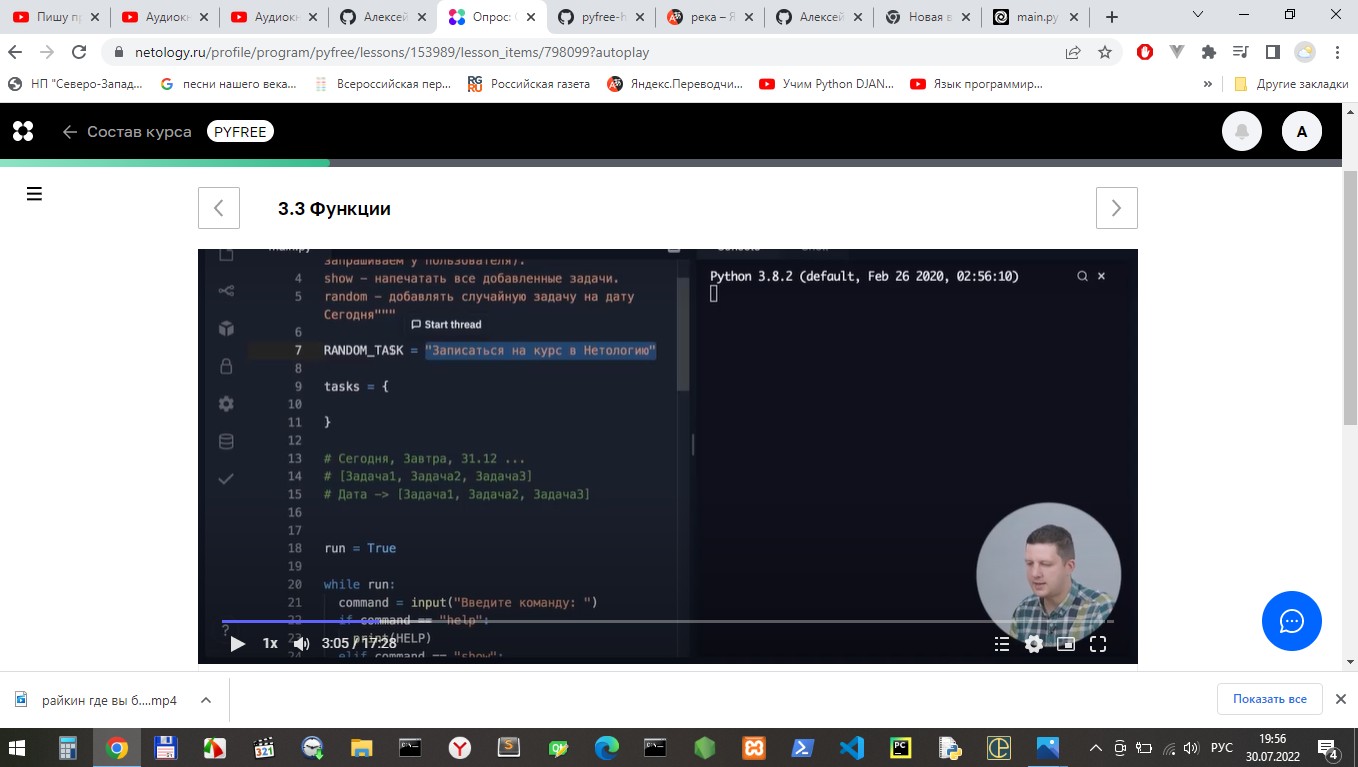 Пишу пр
Аудиокн
Аудиокн
Алексей
Опрос: С
pyfree-h
река – Я
Алексей
Новая в
main.py
netology.ru/profile/program/pyfree/lessons/153989/lesson_items/798099?autoplay
НП "Северо-Запад...
песни нашего века...
Всероссийская пер...
RG RU Российская газета
Яндекс.Переводчи...
Учим Python DJAN...
Язык программир...
»
Другие закладки
Состав курса
PYFREE
A
3.3 Функции
запрашиваем у пользователя).
4 show - напечатать все добавленные задачи.
5 random - добавлять случайную задачу на дату
Сегодня"""
6
Start thread
7 RANDOM_TASK = "Записаться на курс в Нетологию"
8
9 tasks = {
10
11 }
12
13 # Сегодня, Завтра, 31.12 ...
14 # [Задача1, Задача2, Задача3]
15 # Дата -> [Задача1, Задача2, Задача3]
16
17
18 run = True
19
20 while run:
21 command = input("Введите команду: ")
22 if command == "help":
23 print(HELP)
24 elif command == "show":
?
Python 3.8.2 (default, Feb 26 2020, 02:56:10)
1x
3:05 / 17:28
райкин где вы б....mp4
Показать все
321
РУС
19:56
30.07.2022
4